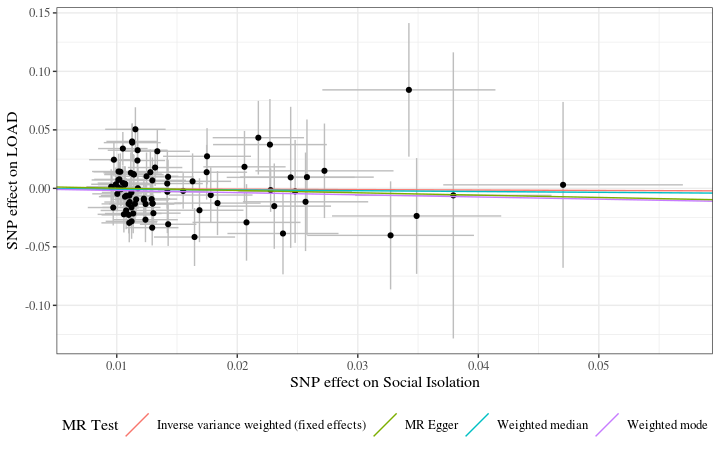 0.15
0.10
0.05
0.00
-0.05
-0.10
SNP effect on LOAD
0.01 0.02 0.03 0.04 0.05
SNP effect on Social Isolation
MR Test Inverse variance weighted (fixed effects) MR Egger Weighted median Weighted mode